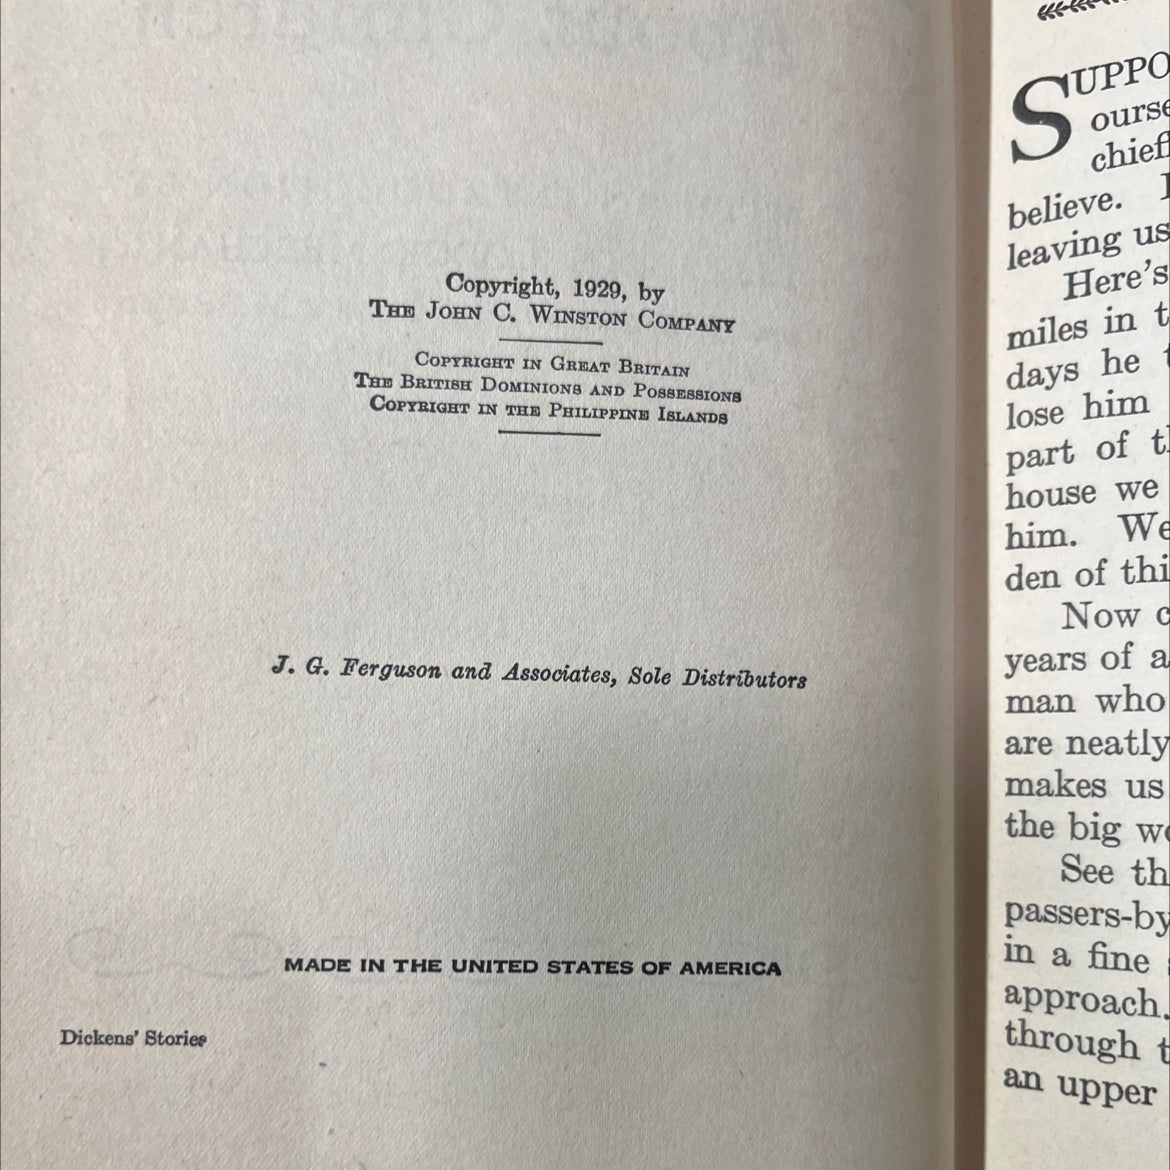 Copyright, 1929, by
THE JOHN C. WINSTON COMPANY
COPYRIGHT IN GREAT BRITAIN
THE BRITISH DOMINIONS AND POSSESSIONS
COPYRIGHT IN THE PHILIPPINE ISLANDS
J. G. Ferguson and Associates, Sole Distributors
MADE IN THE UNITED STATES OF AMERICA
Dickens' Stories
SUPPO
ourse
chief
believe.
leaving us
Here's
miles in t
days he t
lose him
part of t
house we
him. We
den of thi
Now c
years of a
man who
are neatly
makes us
the big w
See th
passers-by
in a fine
approach.
through t
an upper